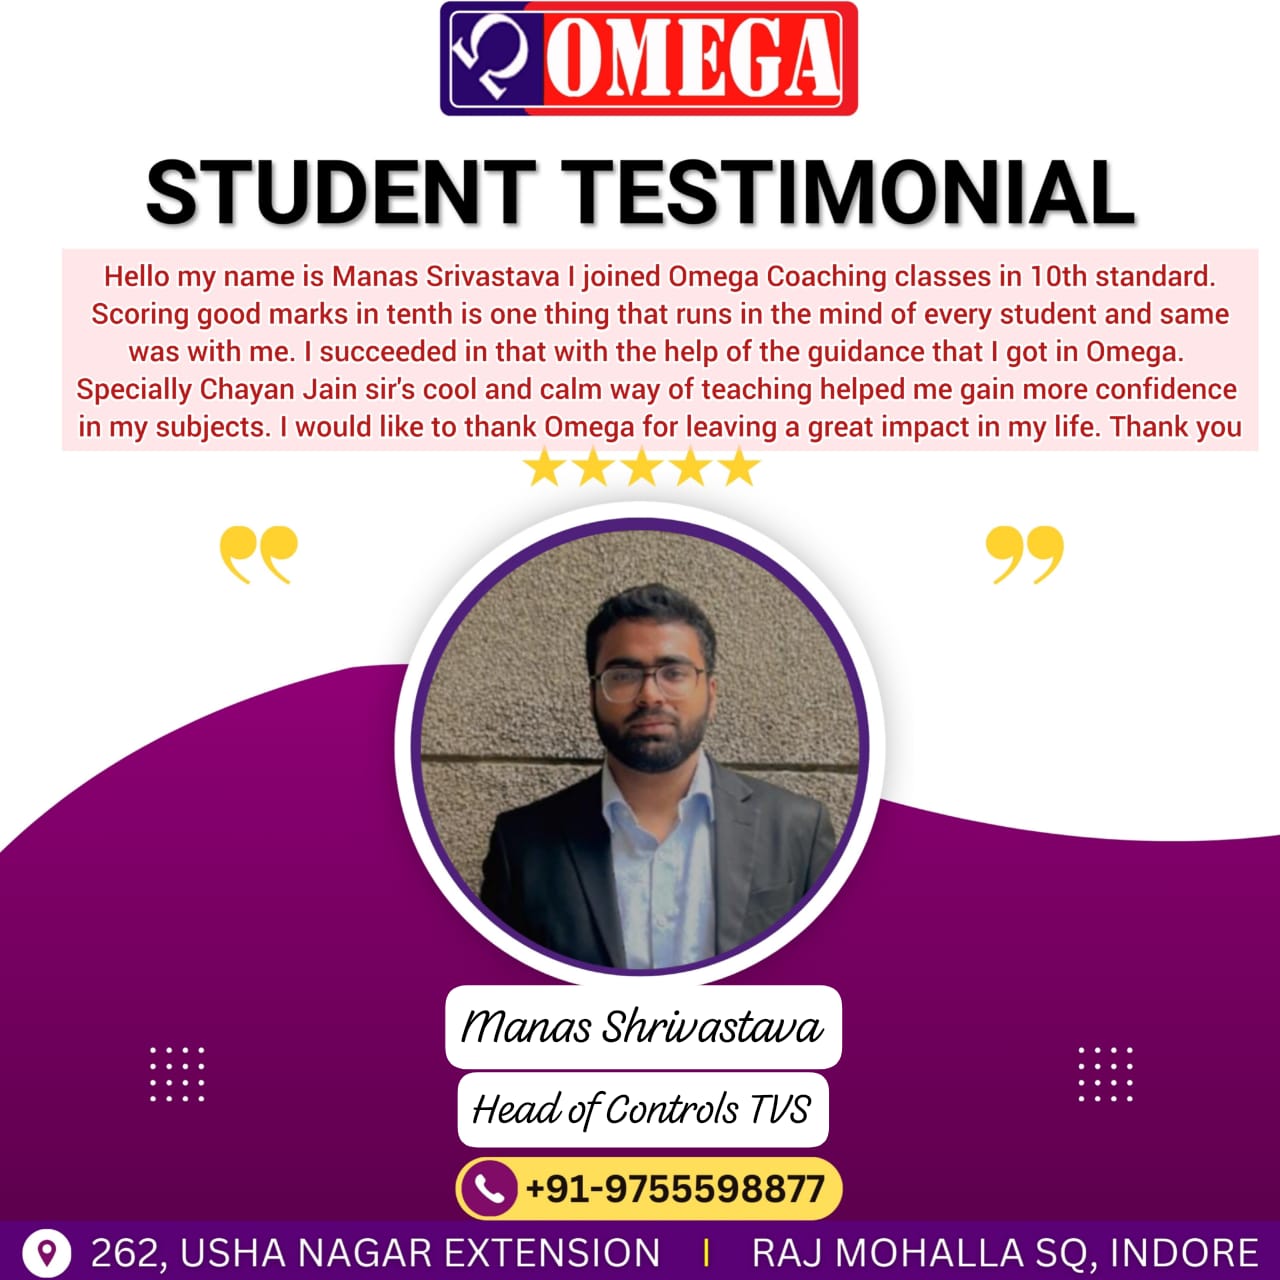 OMEGA
STUDENT TESTIMONIAL
Hello my name is Manas Srivastava I joined Omega Coaching classes in 10th standard.
Scoring good marks in tenth is one thing that runs in the mind of every student and same
was with me. I succeeded in that with the help of the guidance that I got in Omega.
Specially Chayan Jain sir's cool and calm way of teaching helped me gain more confidence
in my subjects. I would like to thank Omega for leaving a great impact in my life. Thank you
Manas Shrivastava
Head of Controls TVS
+91-9755598877
262, USHA NAGAR EXTENSION | RAJ MOHALLA SQ, INDORE